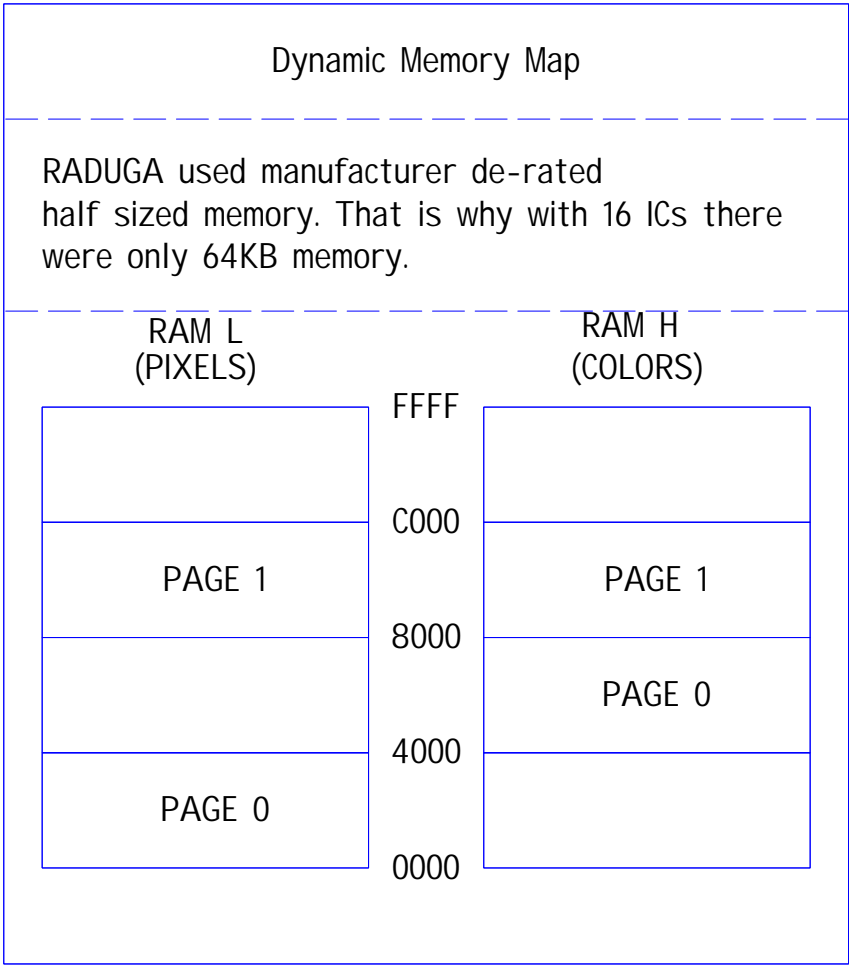 Dynamic Memory Map
RADUGA used manufacturer de-rated
half sized memory. That is why with 16 ICs there
were only 64KB memory.
RAM L
(PIXELS)
RAM H
(COLORS)
FFFF
C000
PAGE 1
PAGE 1
8000
PAGE 0
4000
PAGE 0
0000